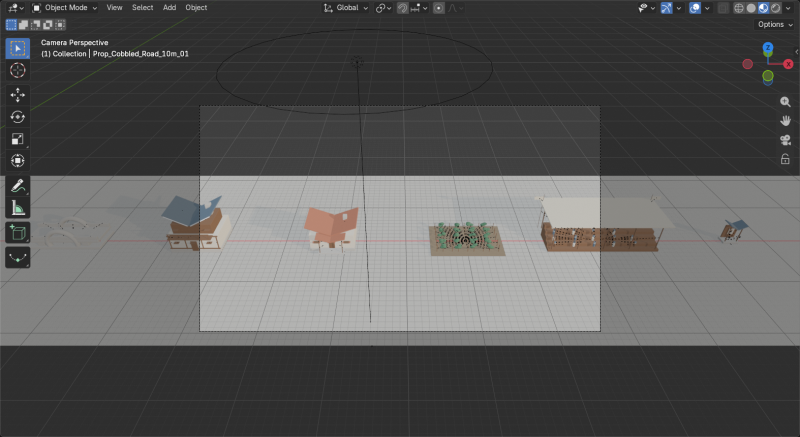 Object Mode View Select Add Object Global
Options
Camera Perspective
(1) Collection | Prop_Cobbled_Road_10m_01
Z
X